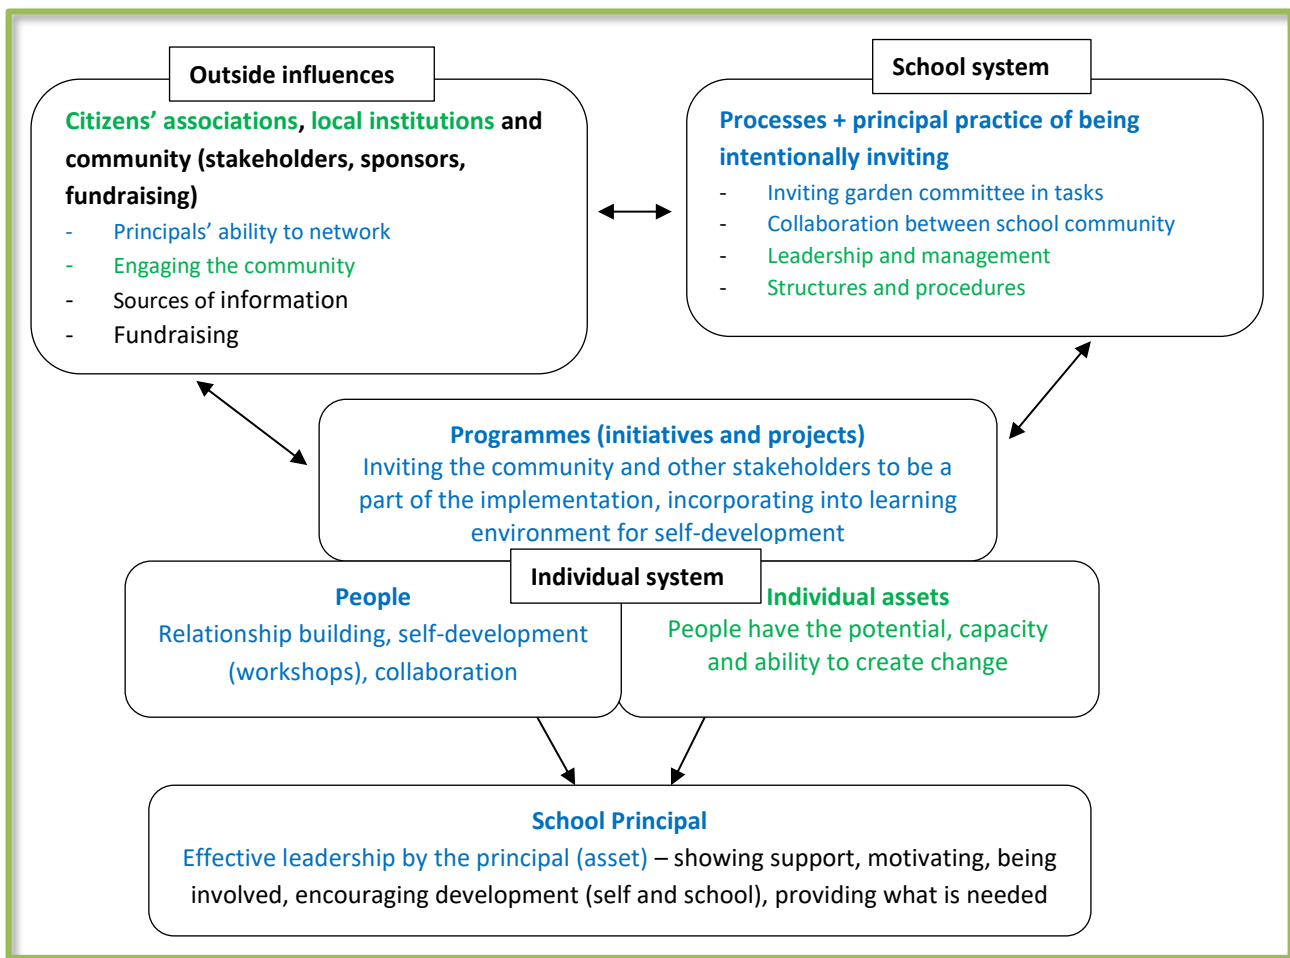 Outside influences
Citizens' associations, local institutions and
community (stakeholders, sponsors,
fundraising)
- Principals' ability to network
- Engaging the community
- Sources of information
- Fundraising
School system
Processes + principal practice of being
intentionally inviting
- Inviting garden committee in tasks
- Collaboration between school community
- Leadership and management
- Structures and procedures
Programmes (initiatives and projects)
Inviting the community and other stakeholders to be a
part of the implementation, incorporating into learning
environment for self-development
Individual system
People
Relationship building, self-development
(workshops), collaboration
Individual assets
People have the potential, capacity
and ability to create change
School Principal
Effective leadership by the principal (asset) – showing support, motivating, being
involved, encouraging development (self and school), providing what is needed